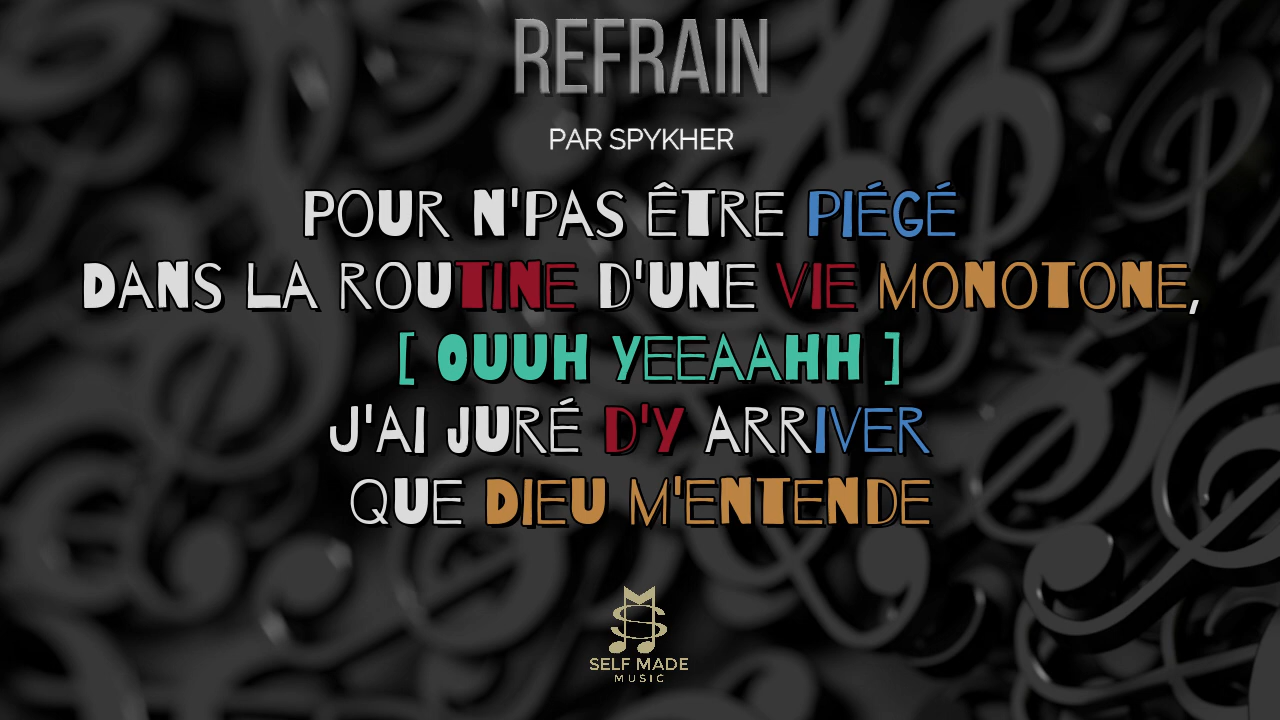 REFRAIN
PAR SPYKHER
POUR N'PAS ÊTRE PIÉGÉ
DANS LA ROUTINE D'UNE VIE MONOTONE,
[ OUUH YEEAAHH ]
J'AI JURÉ D'Y ARRIVER
QUE DIEU M'ENTENDE
SELF MADE
MUSIC